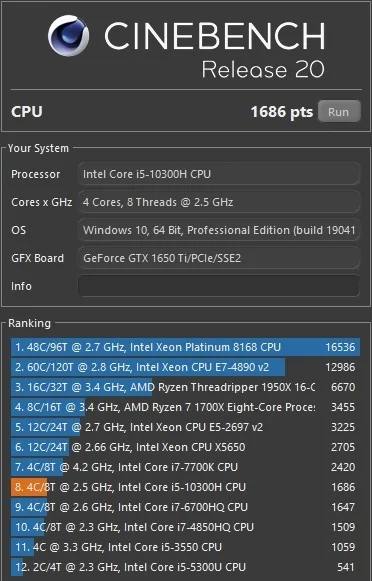 CINEBENCH
Release 20
CPU 1686 pts Run
Your System
Processor Intel Core i5-10300H CPU
Cores x GHz 4 Cores, 8 Threads @ 2.5 GHz
OS Windows 10, 64 Bit, Professional Edition (build 19041
GFX Board GeForce GTX 1650 Ti/PCIe/SSE2
Info
Ranking
1. 48C/96T @ 2.7 GHz, Intel Xeon Platinum 8168 CPU 16536
2. 60C/120T @ 2.8 GHz, Intel Xeon CPU E7-4890 v2 12986
3. 16C/32T @ 3.4 GHz, AMD Ryzen Threadripper 1950X 16-C 6670
4. 8C/16T @ 3.4 GHz, AMD Ryzen 7 1700X Eight-Core Proce: 3455
5. 12C/24T @ 2.7 GHz, Intel Xeon CPU E5-2697 v2 3225
6. 12C/24T @ 2.66 GHz, Intel Xeon CPU X5650 2705
7. 4C/8T @ 4.2 GHz, Intel Core i7-7700K CPU 2420
8. 4C/8T @ 2.5 GHz, Intel Core i5-10300H CPU 1686
9. 4C/8T @ 2.6 GHz, Intel Core i7-6700HQ CPU 1647
10. 4C/8T @ 2.3 GHz, Intel Core i7-4850HQ CPU 1509
11. 4C @ 3.3 GHz, Intel Core i5-3550 CPU 1059
12. 2C/4T @ 2.3 GHz, Intel Core i5-5300U CPU 541